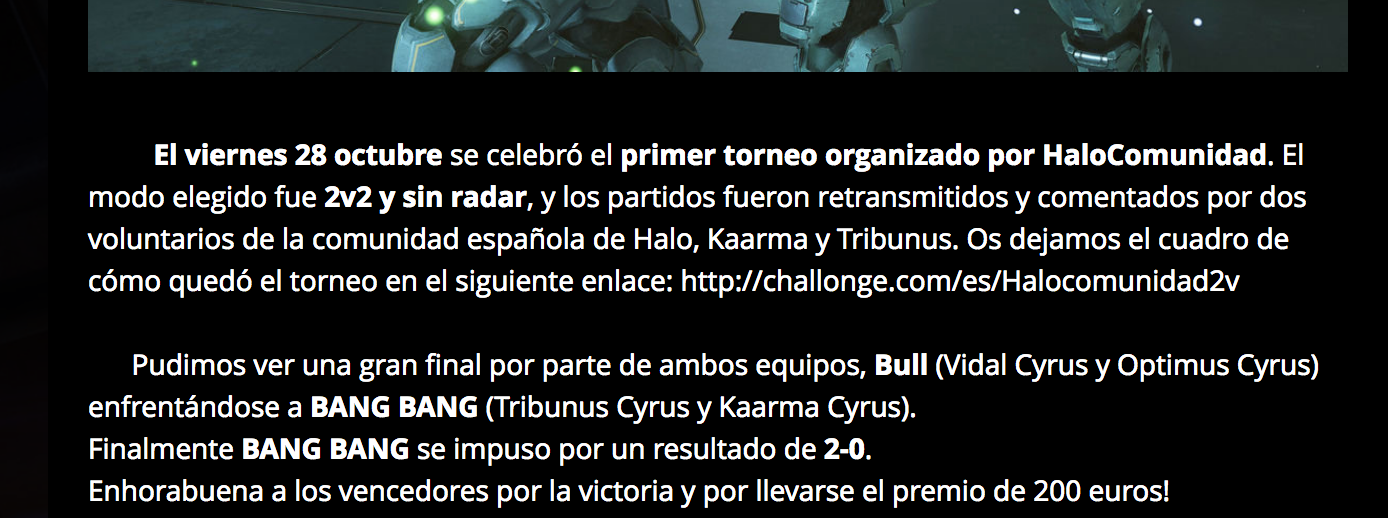 El viernes 28 octubre se celebró el primer torneo organizado por HaloComunidad. El
modo elegido fue 2v2 y sin radar, y los partidos fueron retransmitidos y comentados por dos
voluntarios de la comunidad española de Halo, Kaarma y Tribunus. Os dejamos el cuadro de
cómo quedó el torneo en el siguiente enlace: http://challonge.com/es/Halocomunidad2v
Pudimos ver una gran final por parte de ambos equipos, Bull (Vidal Cyrus y Optimus Cyrus)
enfrentándose a BANG BANG (Tribunus Cyrus y Kaarma Cyrus).
Finalmente BANG BANG se impuso por un resultado de 2-0.
Enhorabuena a los vencedores por la victoria y por llevarse el premio de 200 euros!